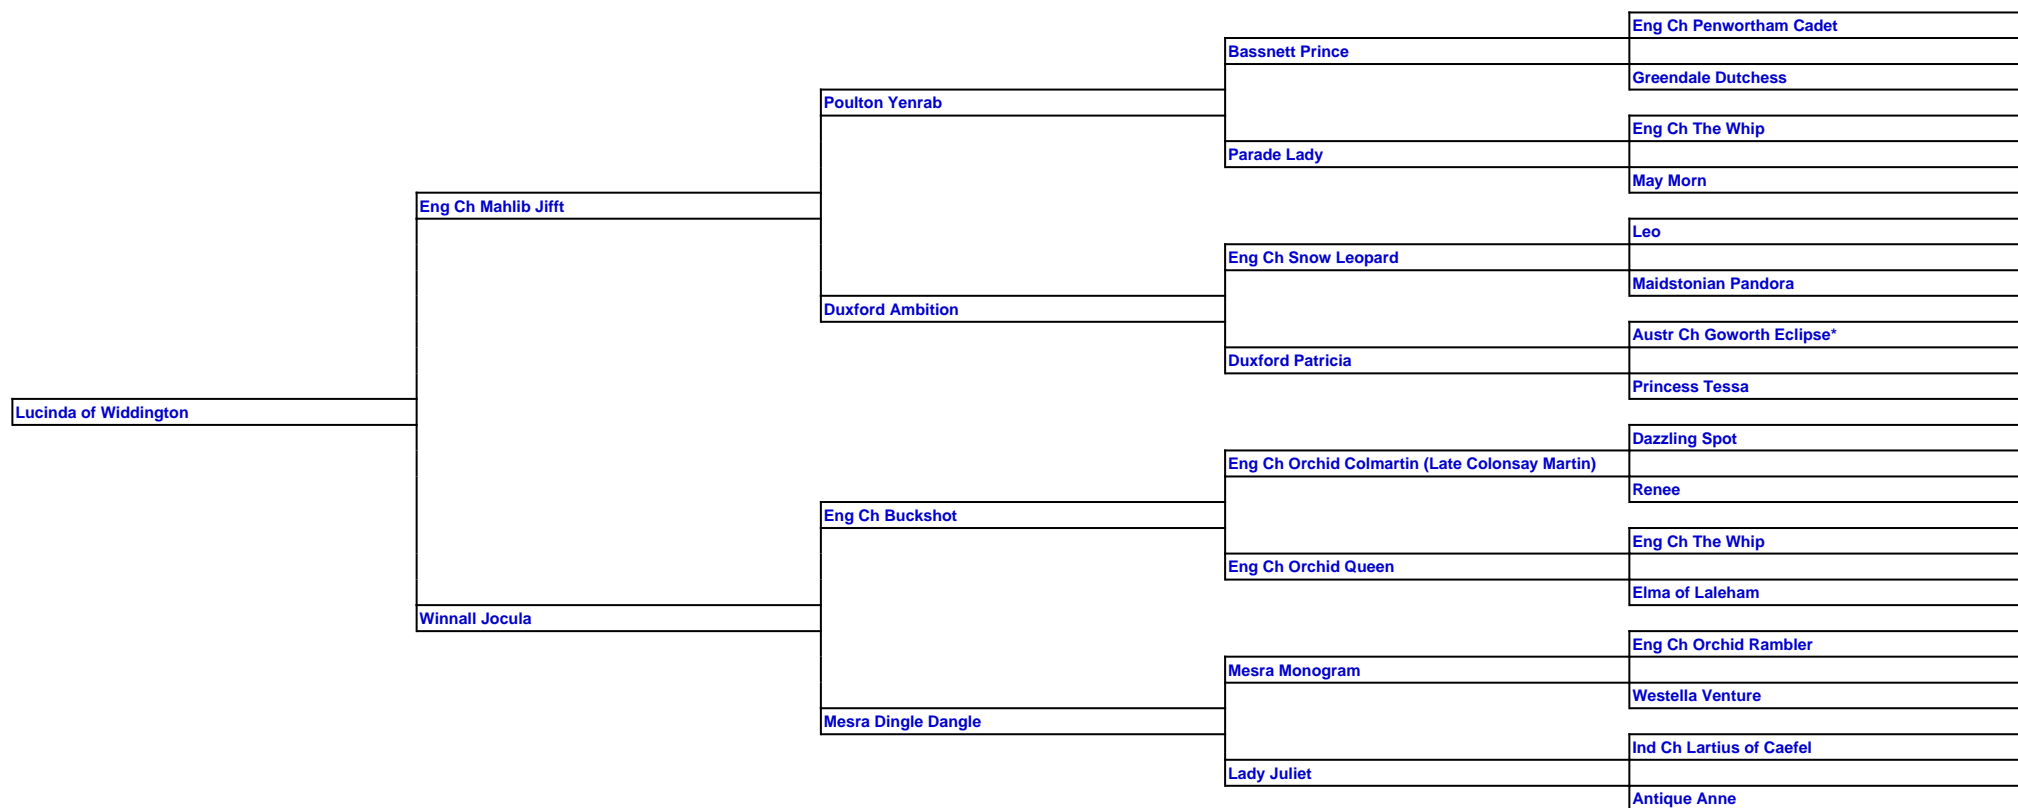 Eng Ch Penwortham Cadet
Bassnett Prince
Greendale Dutchess
Poulton Yenrab
Eng Ch The Whip
Parade Lady
May Morn
Eng Ch Mahlib Jifft
Leo
Eng Ch Snow Leopard
Maidstonian Pandora
Duxford Ambition
Austr Ch Goworth Eclipse*
Duxford Patricia
Princess Tessa
Lucinda of Widdington
Dazzling Spot
Eng Ch Orchid Colmartin (Late Colonsay Martin)
Renee
Eng Ch Buckshot
Eng Ch The Whip
Eng Ch Orchid Queen
Elma of Laleham
Winnall Jocula
Eng Ch Orchid Rambler
Mesra Monogram
Westella Venture
Mesra Dingle Dangle
Ind Ch Lartius of Caefel
Lady Juliet
Antique Anne